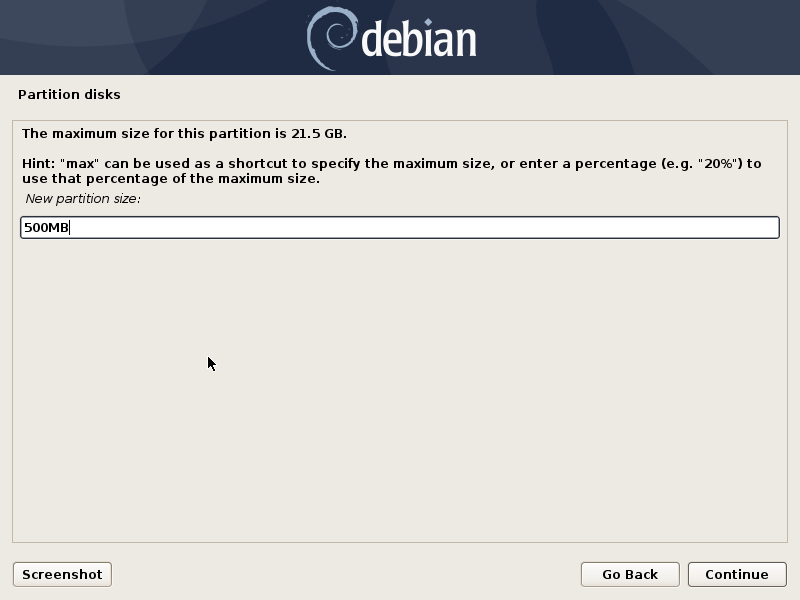 debian
Partition disks
The maximum size for this partition is 21.5 GB.
Hint: "max" can be used as a shortcut to specify the maximum size, or enter a percentage (e.g. "20%") to
use that percentage of the maximum size.
New partition size:
500MB
Screenshot
Go Back
Continue